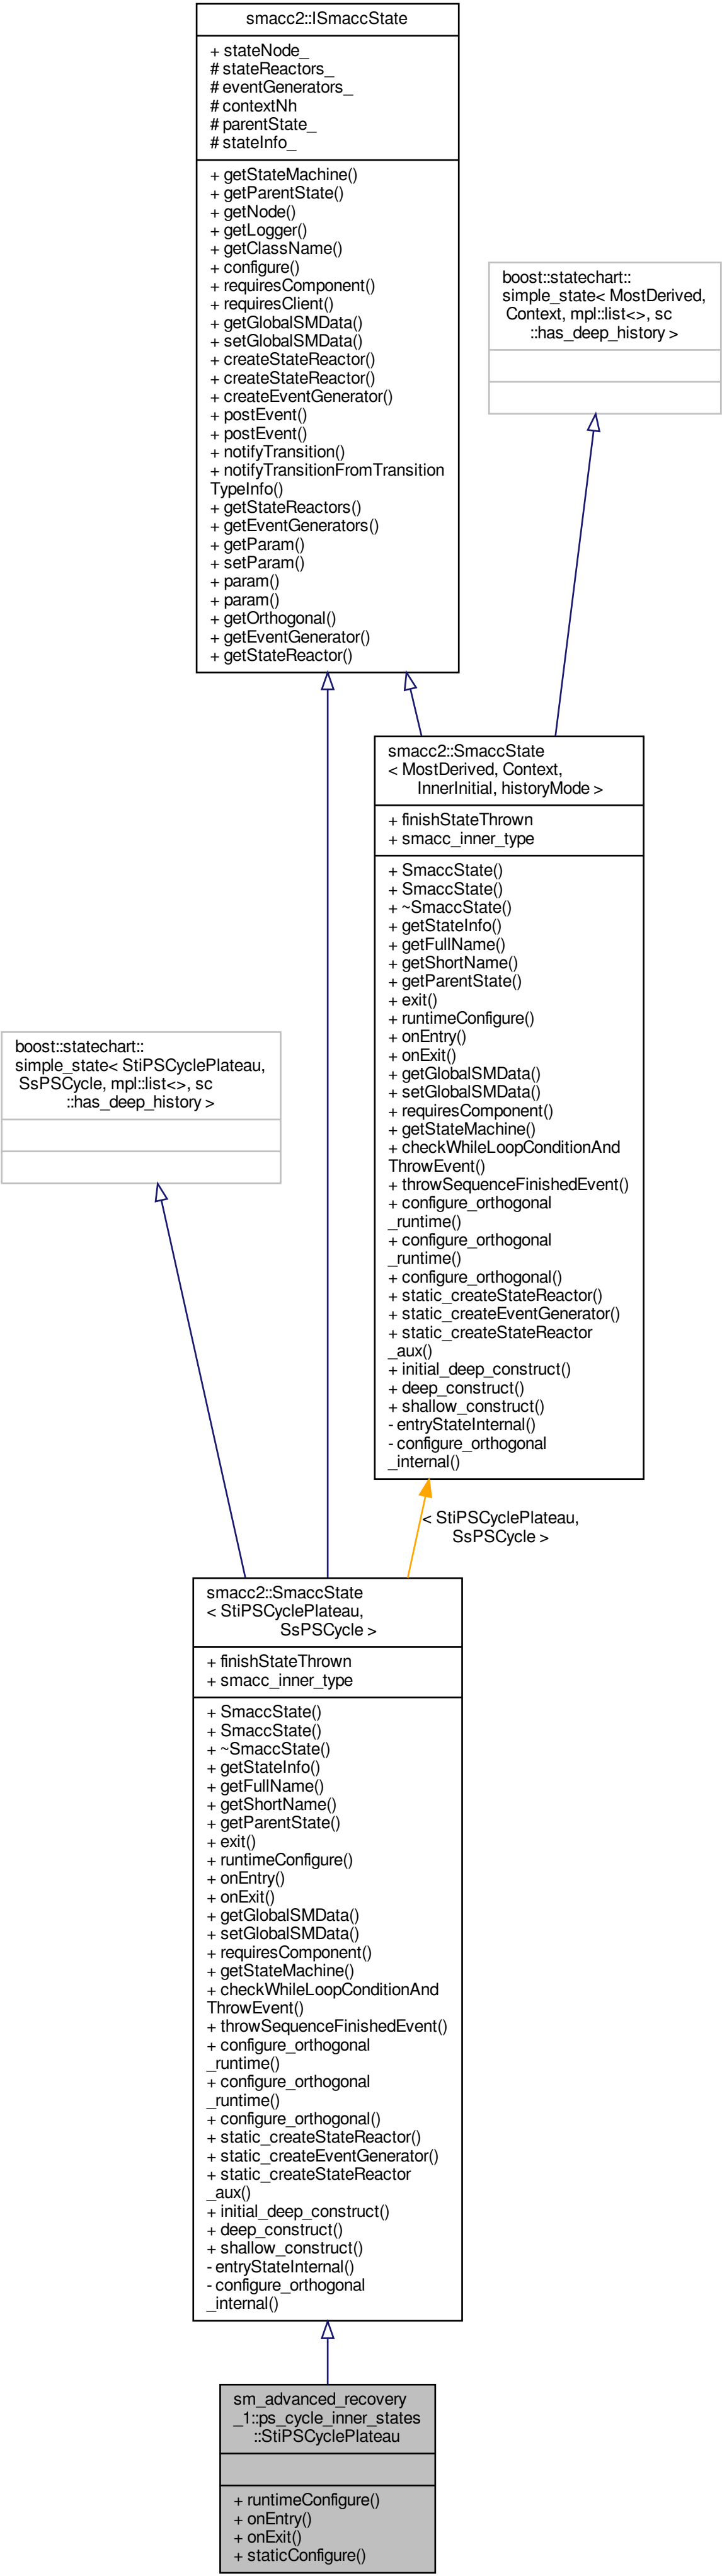 smacc2::ISmaccState
+ stateNode_
# stateReactors_
# eventGenerators_
# contextNh
# parentState_
# stateInfo_
+ getStateMachine()
+ getParentState()
+ getNode()
+ getLogger()
+ getClassName()
+ configure()
+ requiresComponent()
+ requiresClient()
+ getGlobalSMData()
+ setGlobalSMData()
+ createStateReactor()
+ createStateReactor()
+ createEventGenerator()
+ postEvent()
+ postEvent()
+ notifyTransition()
+ notifyTransitionFromTransition
TypeInfo()
+ getStateReactors()
+ getEventGenerators()
+ getParam()
+ setParam()
+ param()
+ param()
+ getOrthogonal()
+ getEventGenerator()
+ getStateReactor()
boost::statechart::
simple_state< MostDerived,
Context, mpl::list<>, sc
::has_deep_history >
smacc2::SmaccState
< MostDerived, Context,
InnerInitial, historyMode >
+ finishStateThrown
+ smacc_inner_type
+ SmaccState()
+ SmaccState()
+ ~SmaccState()
+ getStateInfo()
+ getFullName()
+ getShortName()
+ getParentState()
+ exit()
+ runtimeConfigure()
+ onEntry()
+ onExit()
+ getGlobalSMData()
+ setGlobalSMData()
+ requiresComponent()
+ getStateMachine()
+ checkWhileLoopConditionAnd
ThrowEvent()
+ throwSequenceFinishedEvent()
+ configure_orthogonal
_runtime()
+ configure_orthogonal
_runtime()
+ configure_orthogonal()
+ static_createStateReactor()
+ static_createEventGenerator()
+ static_createStateReactor
_aux()
+ initial_deep_construct()
+ deep_construct()
+ shallow_construct()
- entryStateInternal()
- configure_orthogonal
_internal()
boost::statechart::
simple_state< StiPSCyclePlateau,
SsPSCycle, mpl::list<>, sc
::has_deep_history >
< StiPSCyclePlateau,
SsPSCycle >
smacc2::SmaccState
< StiPSCyclePlateau,
SsPSCycle >
+ finishStateThrown
+ smacc_inner_type
+ SmaccState()
+ SmaccState()
+ ~SmaccState()
+ getStateInfo()
+ getFullName()
+ getShortName()
+ getParentState()
+ exit()
+ runtimeConfigure()
+ onEntry()
+ onExit()
+ getGlobalSMData()
+ setGlobalSMData()
+ requiresComponent()
+ getStateMachine()
+ checkWhileLoopConditionAnd
ThrowEvent()
+ throwSequenceFinishedEvent()
+ configure_orthogonal
_runtime()
+ configure_orthogonal
_runtime()
+ configure_orthogonal()
+ static_createStateReactor()
+ static_createEventGenerator()
+ static_createStateReactor
_aux()
+ initial_deep_construct()
+ deep_construct()
+ shallow_construct()
- entryStateInternal()
- configure_orthogonal
_internal()
sm_advanced_recovery
_1::ps_cycle_inner_states
::StiPSCyclePlateau
+ runtimeConfigure()
+ onEntry()
+ onExit()
+ staticConfigure()